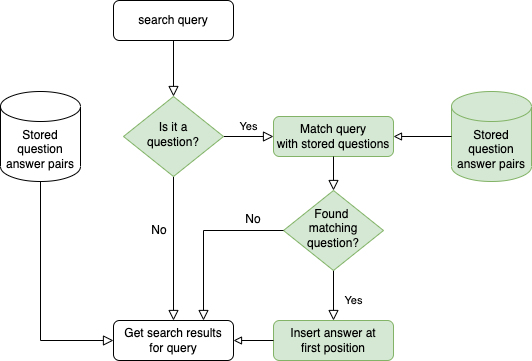 search query
Stored
question
answer pairs
Is it a
question?
Yes
Match query
with stored questions
Stored
question
answer pairs
No
No
Found
matching
question?
Yes
Get search results
for query
Insert answer at
first position